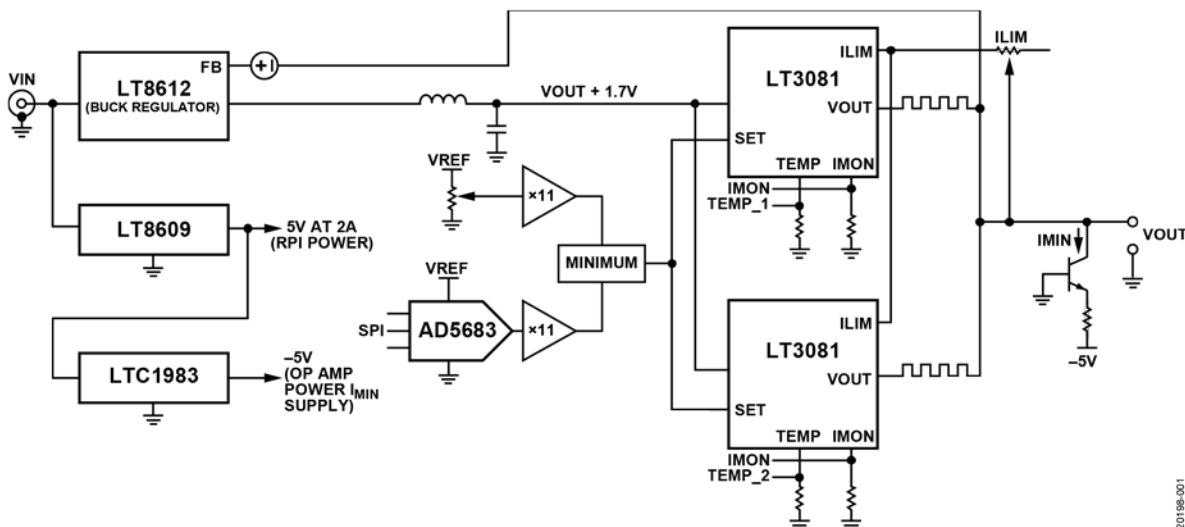 VIN
LT8612
(BUCK REGULATOR)
FB
+I
VOUT + 1.7V
LT3081
ILIM
ILIM
VOUT
SET
TEMP
IMON
IMON
TEMP_1
VREF
×11
LT8609
5V AT 2A
(RPI POWER)
MINIMUM
VREF
SPI
AD5683
×11
IMIN
VOUT
–5V
LT3081
ILIM
VOUT
SET
TEMP
IMON
IMON
TEMP_2
LTC1983
–5V
(OP AMP
POWER IMIN
SUPPLY)
20198-001